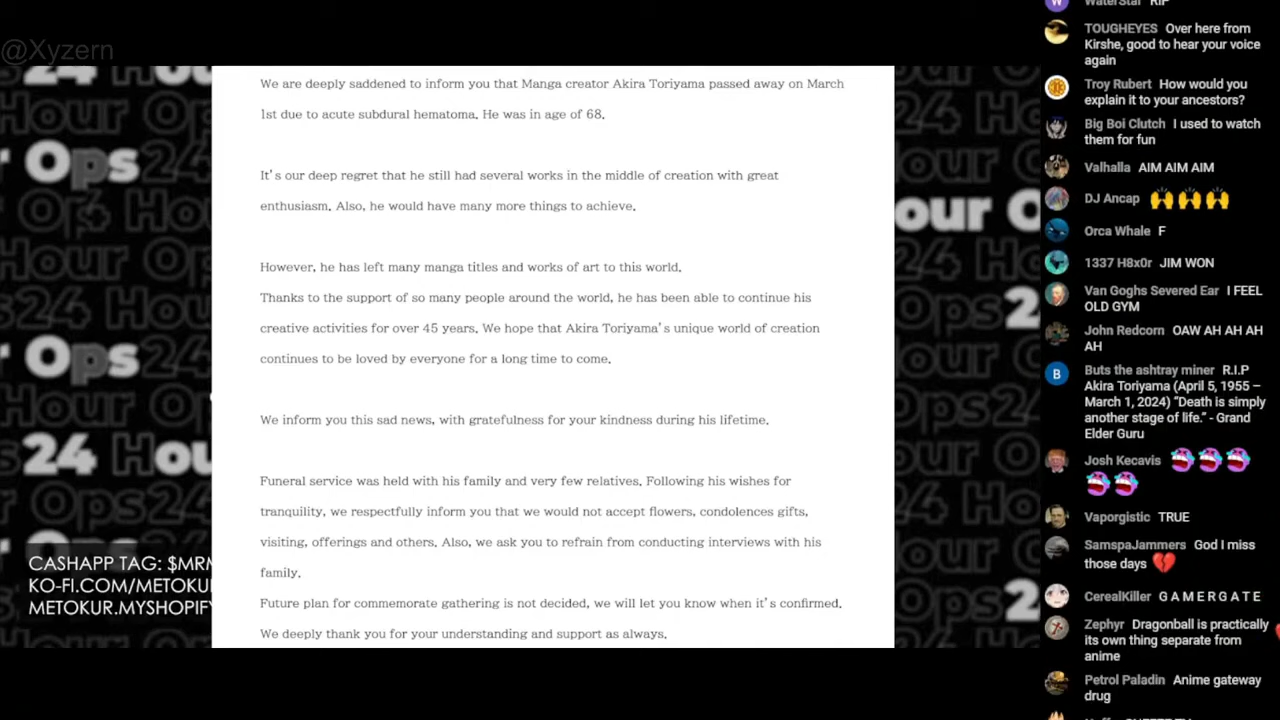 @Xyzern
We are deeply saddened to inform you that Manga creator Akira Toriyama passed away on March
1st due to acute subdural hematoma. He was in age of 68.
It's our deep regret that he still had several works in the middle of creation with great
enthusiasm. Also, he would have many more things to achieve.
However, he has left many manga titles and works of art to this world.
Thanks to the support of so many people around the world, he has been able to continue his
creative activities for over 45 years. We hope that Akira Toriyama's unique world of creation
continues to be loved by everyone for a long time to come.
We inform you this sad news, with gratefulness for your kindness during his lifetime.
Funeral service was held with his family and very few relatives. Following his wishes for
tranquility, we respectfully inform you that we would not accept flowers, condolences gifts,
visiting, offerings and others. Also, we ask you to refrain from conducting interviews with his
family.
Future plan for commemorate gathering is not decided, we will let you know when it's confirmed.
We deeply thank you for your understanding and support as always.
24 Hou
Hour Op
r Ops24
our O
24 H
r Ops
24 Hou
CASHAPP TAG: $MRM
KO-FI.COM/METOKUR
METOKUR.MYSHOPIFY
WaterStar RIP
TOUGHEYES Over here from
Kirshe, good to hear your voice
again
Troy Rubert How would you
explain it to your ancestors?
Big Boi Clutch I used to watch
them for fun
Valhalla AIM AIM AIM
DJ Ancap 🙌🙌🙌
Orca Whale F
1337 H8x0r JIM WON
Van Goghs Severed Ear I FEEL
OLD GYM
John Redcorn OAW AH AH AH
AH
B
Buts the ashtray miner R.I.P
Akira Toriyama (April 5, 1955 –
March 1, 2024) “Death is simply
another stage of life.” - Grand
Elder Guru
Josh Kecavis
Vaporgistic TRUE
SamspaJammers God I miss
those days 💔
CerealKiller G A M E R G A T E
Zephyr Dragonball is practically
its own thing separate from
anime
Petrol Paladin Anime gateway
drug